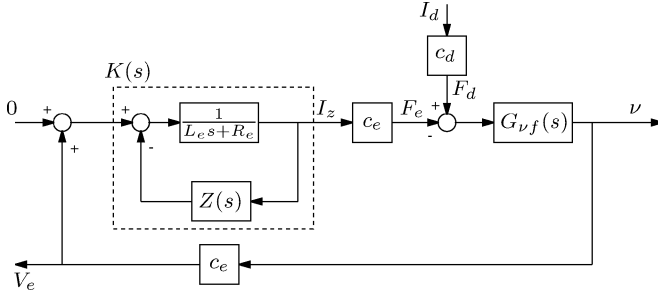 I_d
c_d
K(s)
F_d
0
+
+
+
-
1
L_e s+R_e
I_z
c_e
F_e
+
-
G_{νf}(s)
ν
Z(s)
c_e
V_e